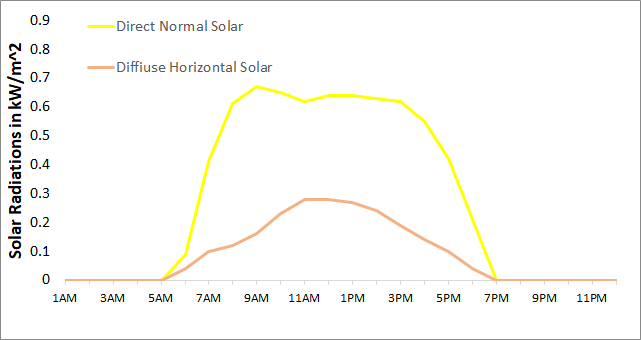 0.9
Direct Normal Solar
0.8
Diffiuse Horizontal Solar
0.7
0.6
0.5
0.4
0.3
0.2
0.1
0
Solar Radiations in kW/m^2
1AM 3AM 5AM 7AM 9AM 11AM 1PM 3PM 5PM 7PM 9PM 11PM